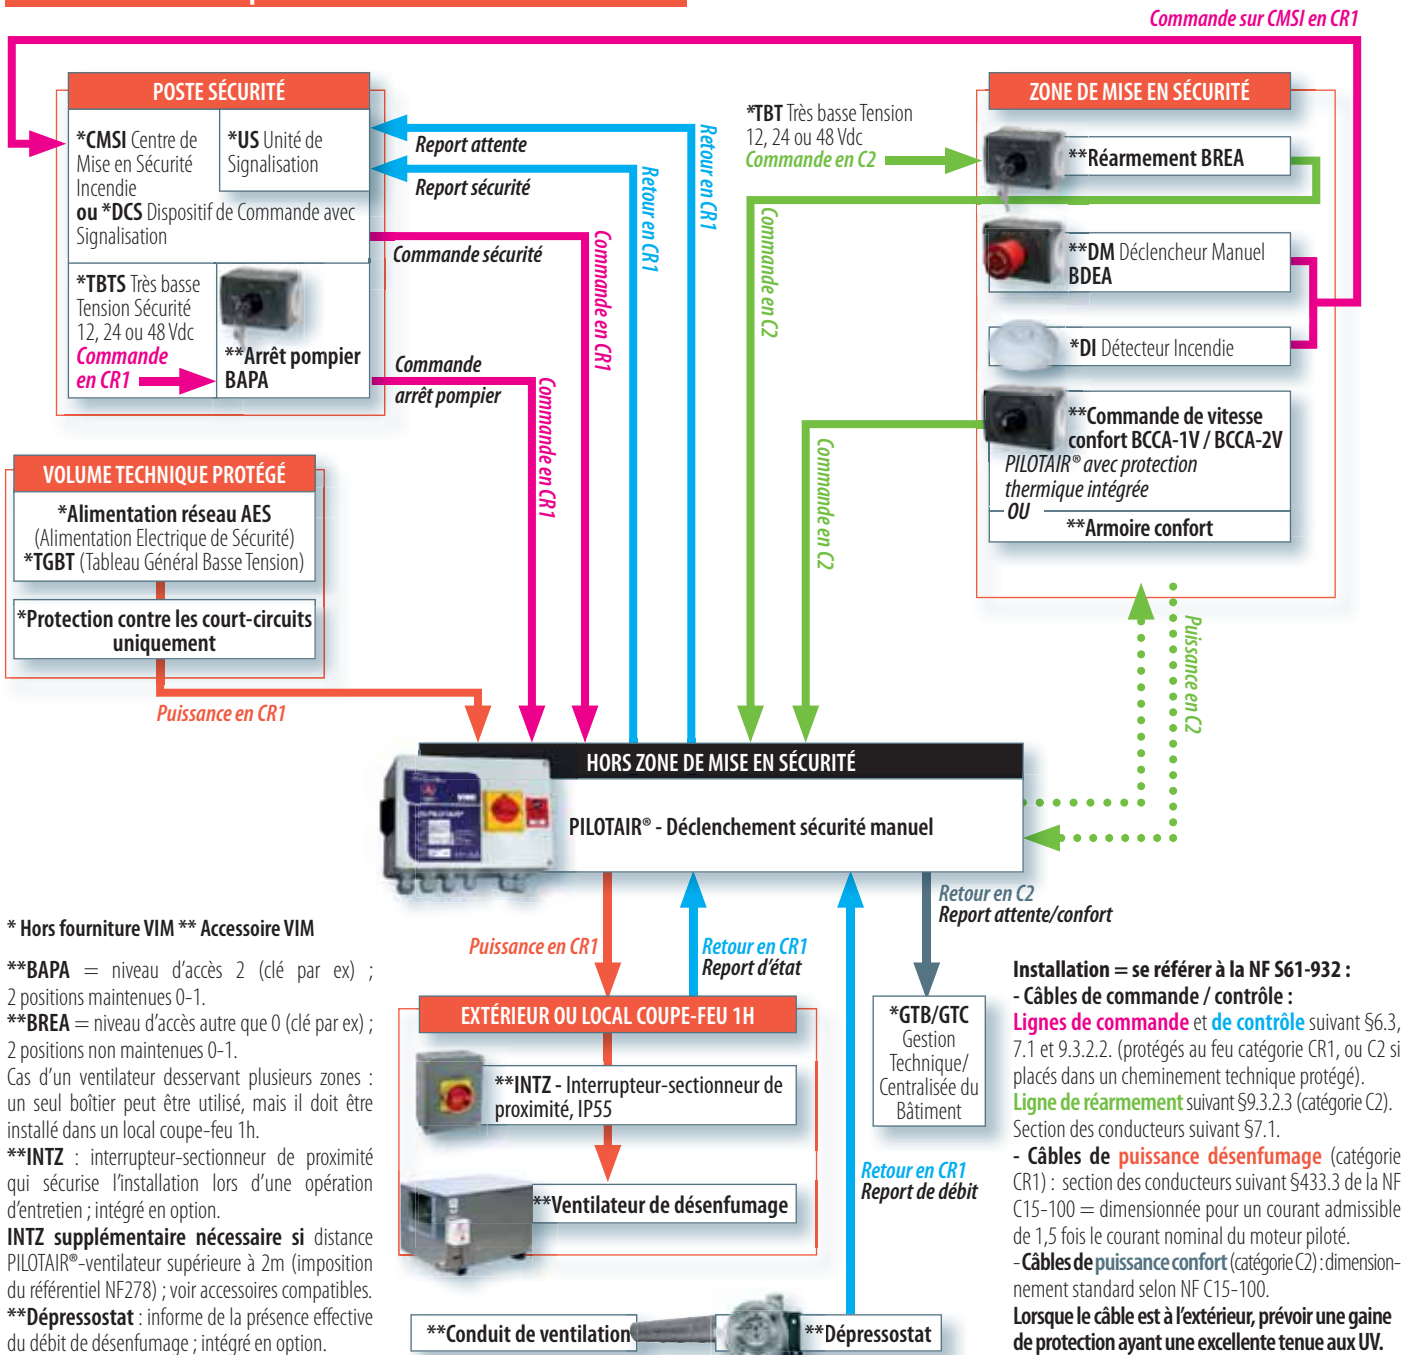 Commande sur CMSI en CR1
POSTE SÉCURITÉ
*CMSI Centre de
Mise en Sécurité
Incendie
ou *DCS Dispositif de Commande avec
Signalisation
*US Unité de
Signalisation
*TBTS Très basse
Tension Sécurité
12, 24 ou 48 Vdc
Commande
en CR1
**Arrêt pompier
BAPA
Report attente
Report sécurité
Commande sécurité
Commande
arrêt pompier
Retour en CR1
Retour en CR1
Commande en CR1
Commande en CR1
*TBT Très basse Tension
12, 24 ou 48 Vdc
Commande en C2
Commande en C2
Commande en C2
ZONE DE MISE EN SÉCURITÉ
**Réarmement BREA
**DM Déclencheur Manuel
BDEA
*DI Détecteur Incendie
**Commande de vitesse
confort BCCA-1V / BCCA-2V
PILOTAIR® avec protection
thermique intégrée
OU
**Armoire confort
Puissance en C2
VOLUME TECHNIQUE PROTÉGÉ
*Alimentation réseau AES
(Alimentation Electrique de Sécurité)
*TGBT (Tableau Général Basse Tension)
*Protection contre les court-circuits
uniquement
Puissance en CR1
HORS ZONE DE MISE EN SÉCURITÉ
PILOTAIR® - Déclenchement sécurité manuel
Puissance en CR1
Retour en CR1
Report d'état
Retour en C2
Report attente/confort
EXTÉRIEUR OU LOCAL COUPE-FEU 1H
**INTZ - Interrupteur-sectionneur de
proximité, IP55
**Ventilateur de désenfumage
*GTB/GTC
Gestion
Technique/
Centralisée du
Bâtiment
Retour en CR1
Report de débit
**Conduit de ventilation
**Dépressostat
* Hors fourniture VIM ** Accessoire VIM
**BAPA = niveau d'accès 2 (clé par ex) ;
2 positions maintenues 0-1.
**BREA = niveau d'accès autre que 0 (clé par ex) ;
2 positions non maintenues 0-1.
Cas d'un ventilateur desservant plusieurs zones :
un seul boîtier peut être utilisé, mais il doit être
installé dans un local coupe-feu 1h.
**INTZ : interrupteur-sectionneur de proximité
qui sécurise l'installation lors d'une opération
d'entretien ; intégré en option.
INTZ supplémentaire nécessaire si distance
PILOTAIR®-ventilateur supérieure à 2m (imposition
du référentiel NF278) ; voir accessoires compatibles.
**Dépressostat : informe de la présence effective
du débit de désenfumage ; intégré en option.
Installation = se référer à la NF S61-932 :
- Câbles de commande / contrôle :
Lignes de commande et de contrôle suivant §6.3,
7.1 et 9.3.2.2. (protégés au feu catégorie CR1, ou C2 si
placés dans un cheminement technique protégé).
Ligne de réarmement suivant §9.3.2.3 (catégorie C2).
Section des conducteurs suivant §7.1.
- Câbles de puissance désenfumage (catégorie
CR1) : section des conducteurs suivant §433.3 de la NF
C15-100 = dimensionnée pour un courant admissible
de 1,5 fois le courant nominal du moteur piloté.
- Câbles de puissance confort (catégorie C2) : dimension-
nement standard selon NF C15-100.
Lorsque le câble est à l'extérieur, prévoir une gaine
de protection ayant une excellente tenue aux UV.